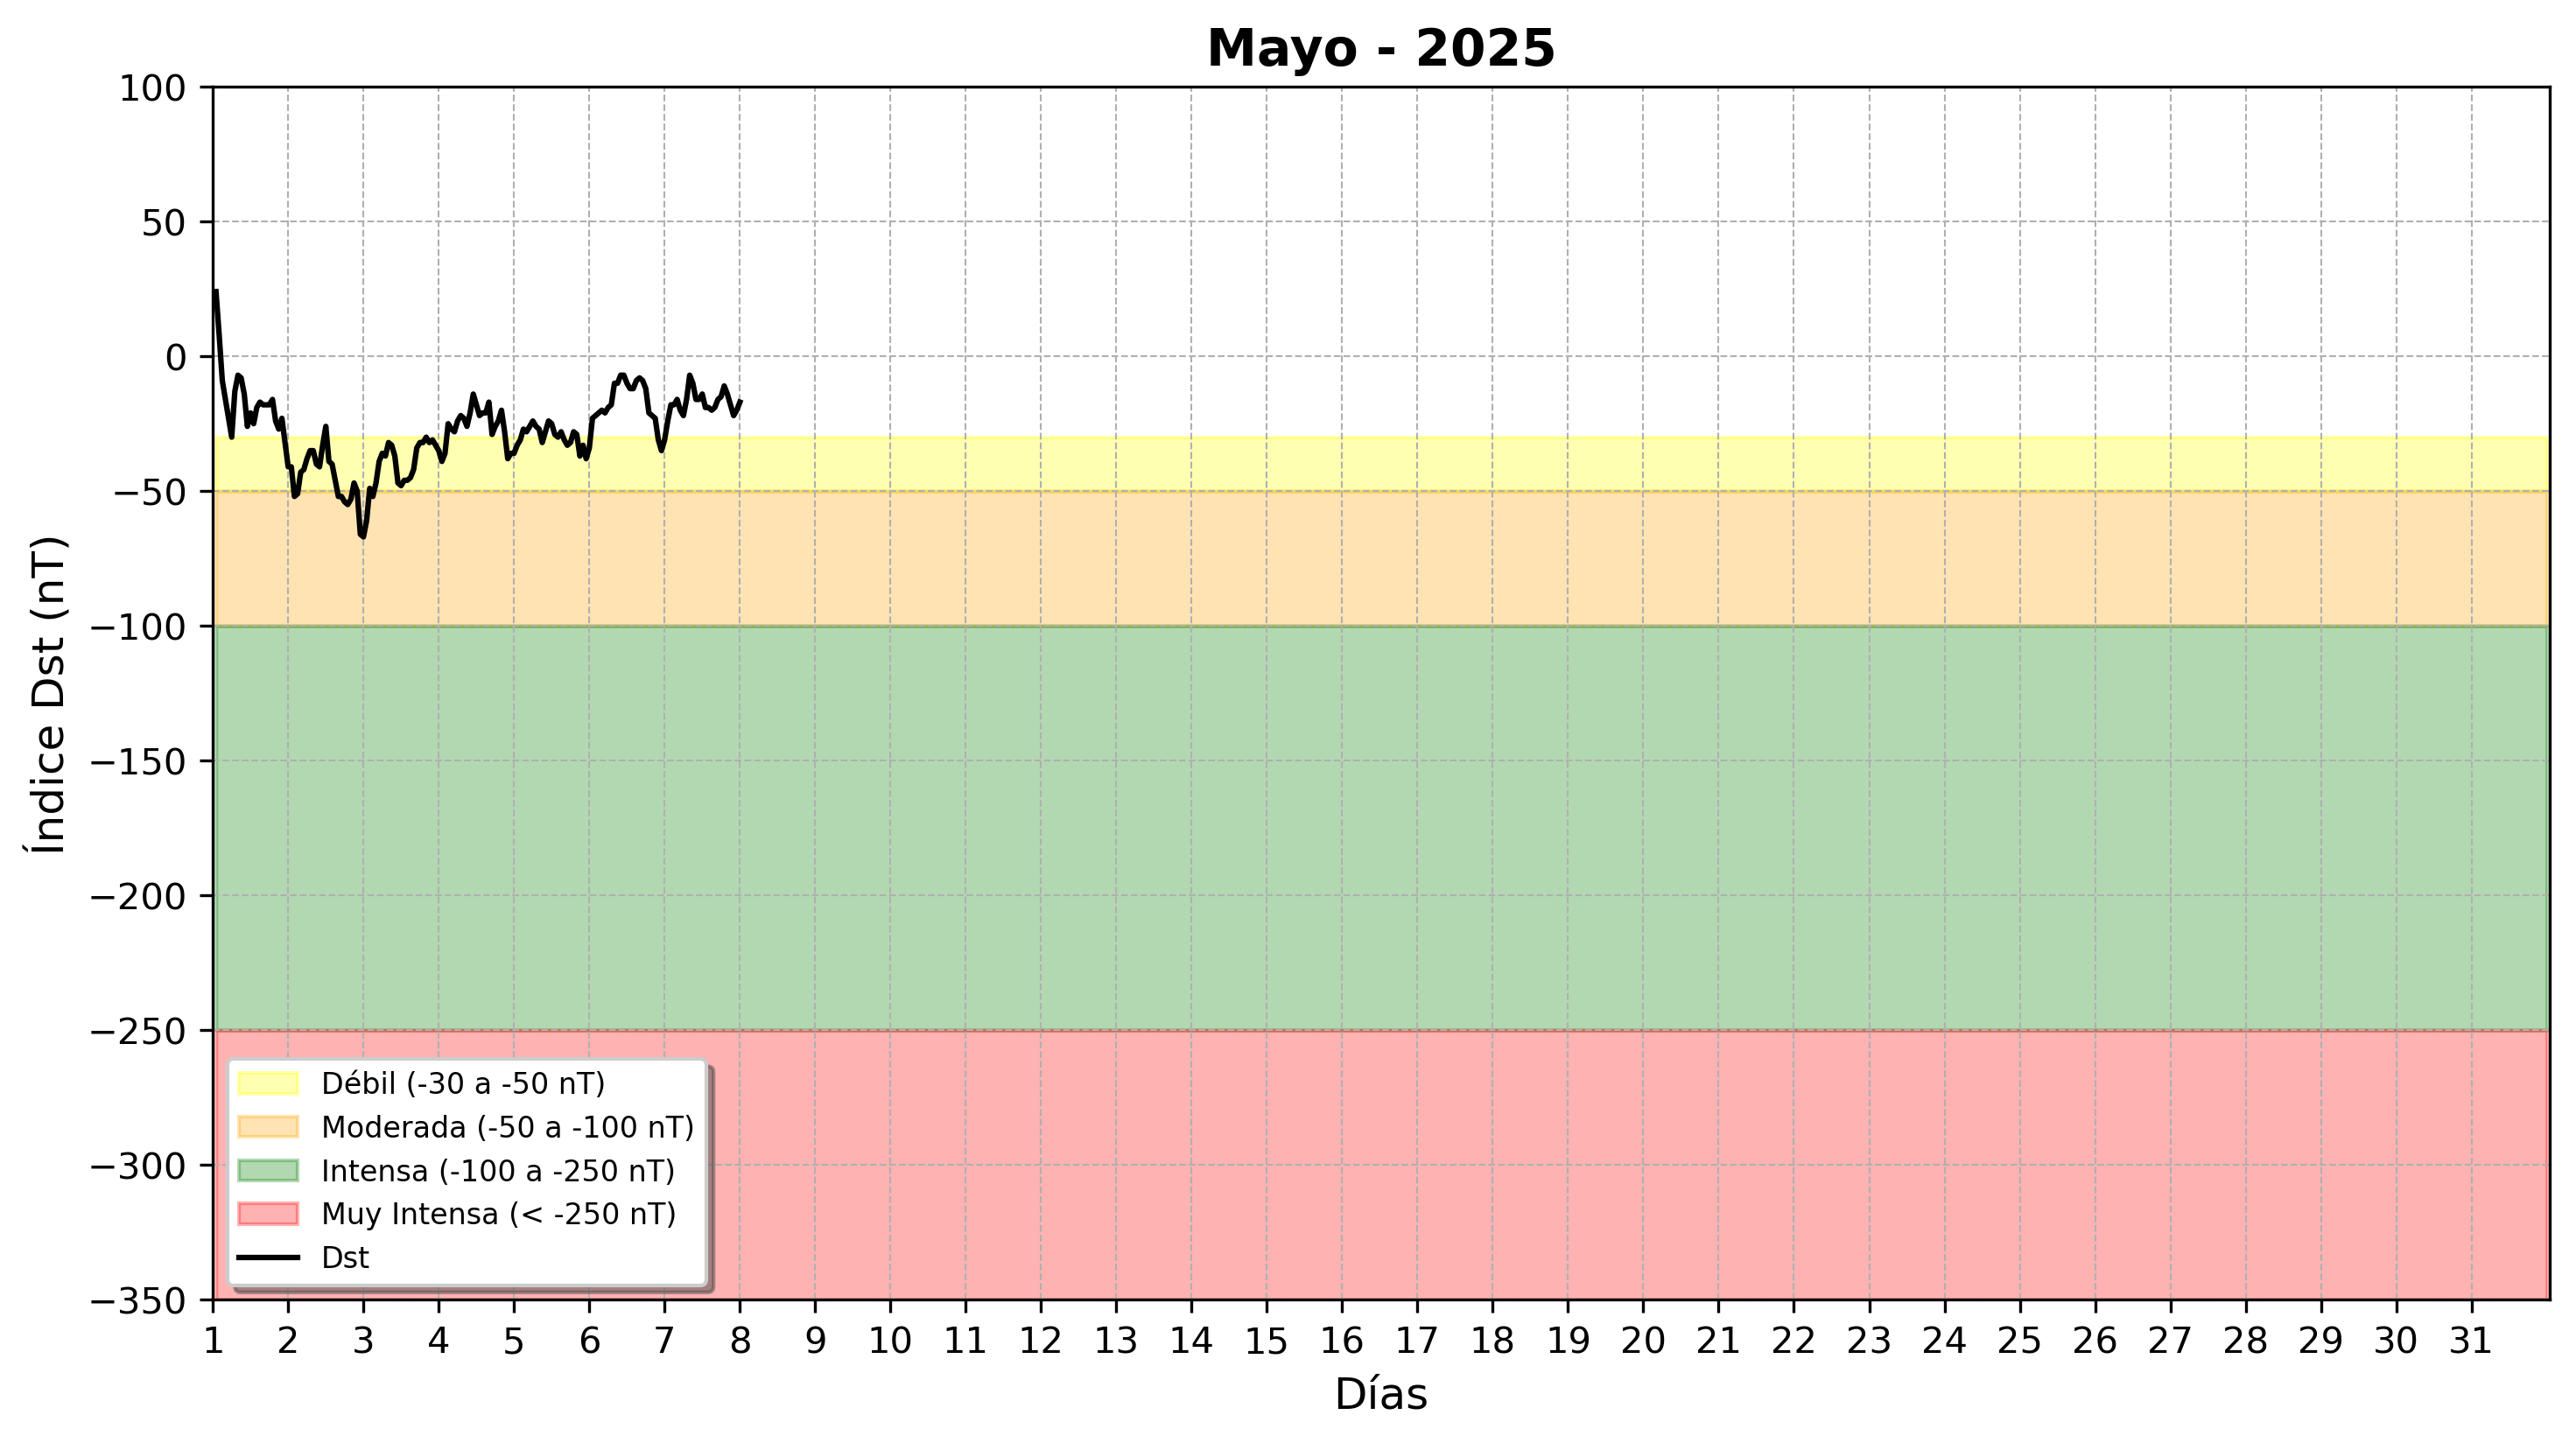 Mayo - 2025
100
50
0
−50
−100
−150
−200
−250
−300
−350
Índice Dst (nT)
Débil (-30 a -50 nT)
Moderada (-50 a -100 nT)
Intensa (-100 a -250 nT)
Muy Intensa (< -250 nT)
Dst
1 2 3 4 5 6 7 8 9 10 11 12 13 14 15 16 17 18 19 20 21 22 23 24 25 26 27 28 29 30 31
Días